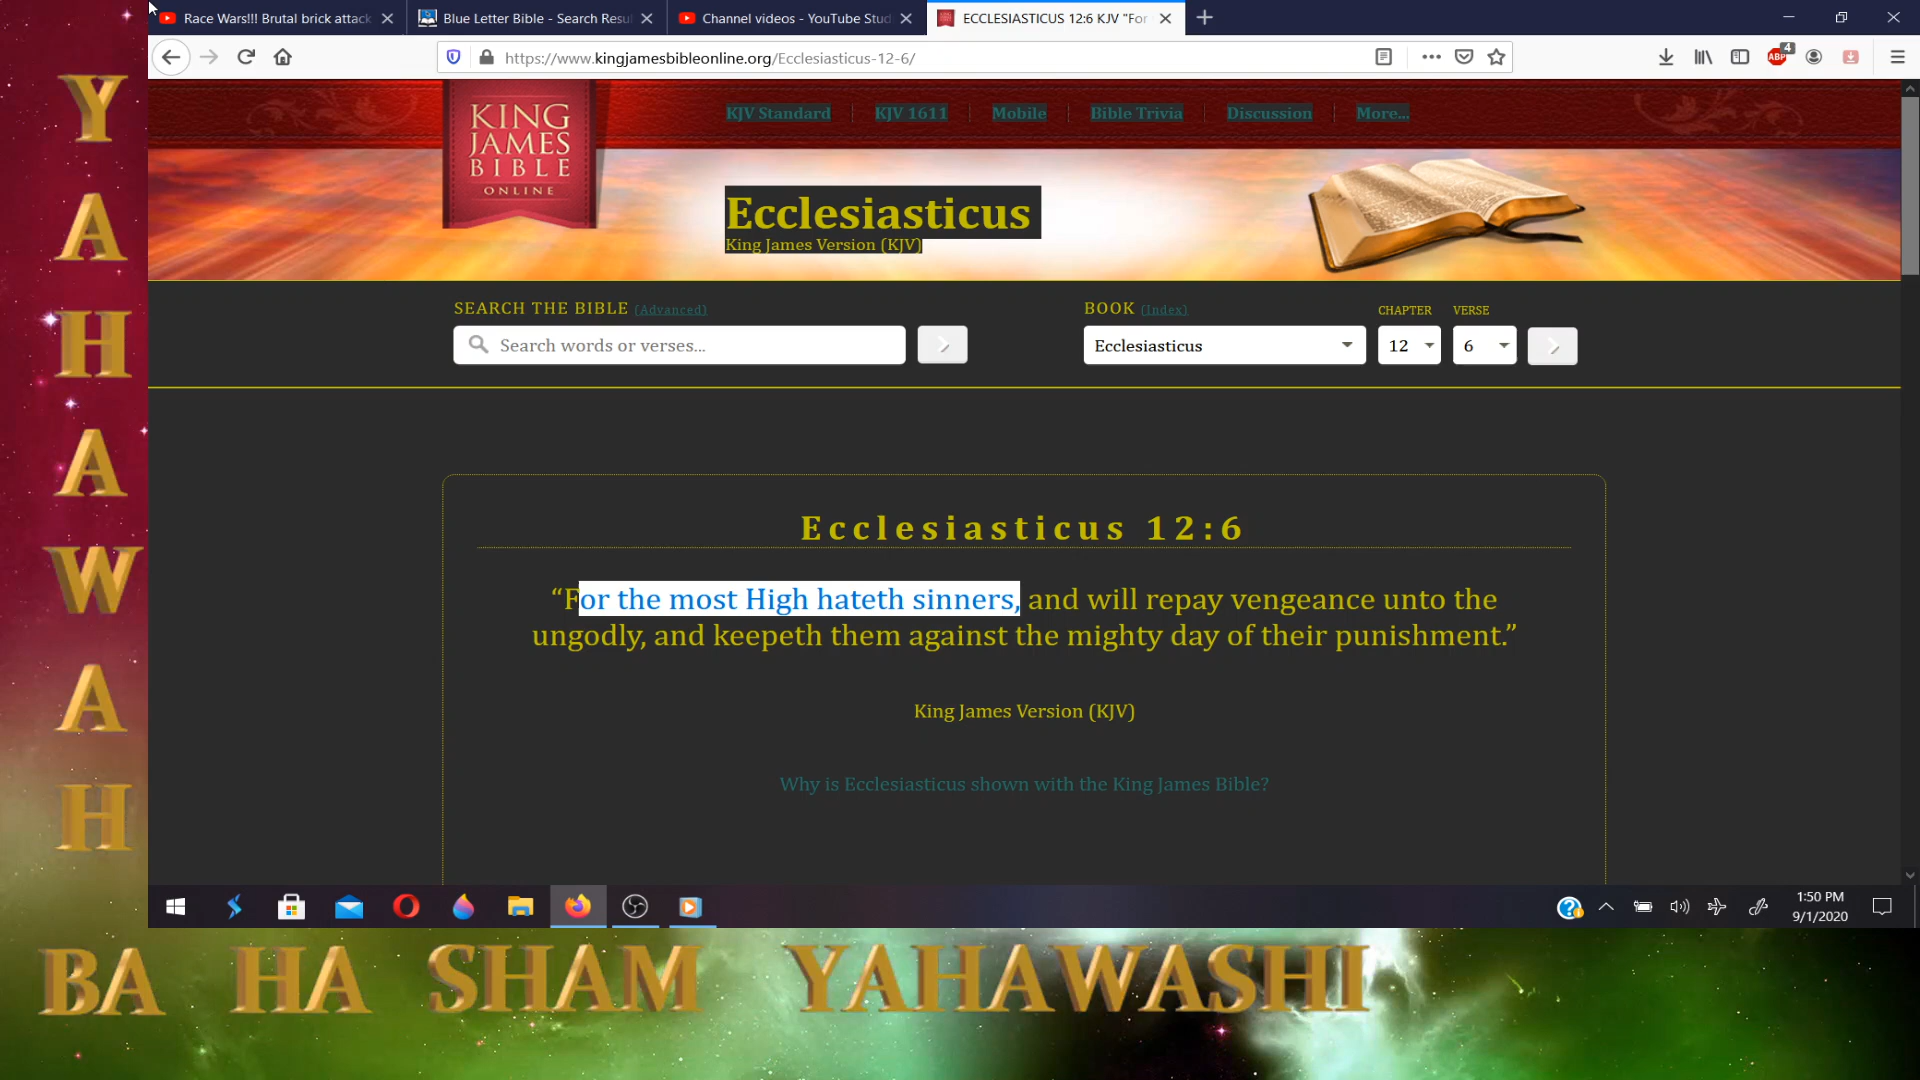 Race Wars!!! Brutal brick attack
Blue Letter Bible - Search Resu
Channel videos - YouTube Stud
ECCLESIASTICUS 12:6 KJV "For
https://www.kingjamesbibleonline.org/Ecclesiasticus-12-6/
ABP
4
KING
JAMES
BIBLE
ONLINE
KJV Standard
KJV 1611
Mobile
Bible Trivia
Discussion
More...
Ecclesiasticus
King James Version (KJV)
SEARCH THE BIBLE (Advanced)
Search words or verses...
BOOK (Index)
CHAPTER
VERSE
Ecclesiasticus
12
6
Ecclesiasticus 12:6
“For the most High hateth sinners, and will repay vengeance unto the
ungodly, and keepeth them against the mighty day of their punishment.”
King James Version (KJV)
Why is Ecclesiasticus shown with the King James Bible?
1:50 PM
9/1/2020
Y
A
H
A
W
A
H
BA HA SHAM YAHAWASHI